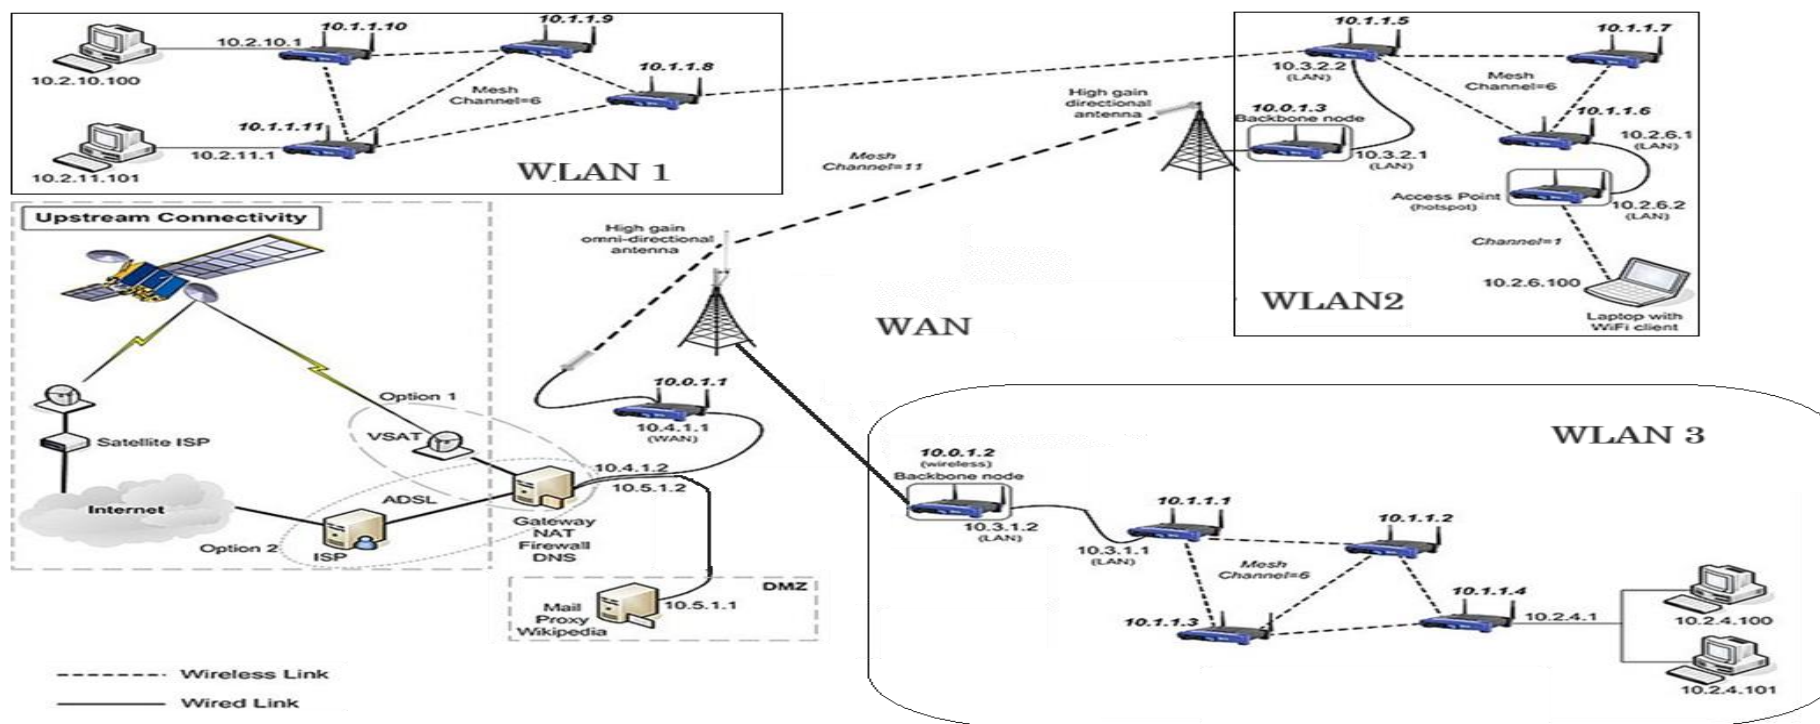 10.2.10.100
10.2.10.1
10.1.1.10
10.1.1.9
10.1.1.8
Mesh
Channel=6
10.1.1.11
10.2.11.1
10.2.11.101
WLAN 1
10.1.1.5
10.3.2.2
(LAN)
10.1.1.7
Mesh
Channel=6
10.1.1.6
10.2.6.1
(LAN)
High gain
directional
antenna
10.0.1.3
Backbone node
10.3.2.1
(LAN)
Access Point
(hotspot)
10.2.6.2
(LAN)
Channel=1
10.2.6.100
Laptop with
WiFi client
WLAN2
Mesh
Channel=11
Upstream Connectivity
High gain
omni-directional
antenna
WAN
Option 1
VSAT
Satellite ISP
Internet
ADSL
Option 2
ISP
Gateway
NAT
Firewall
DNS
10.0.1.1
10.4.1.1
(WAN)
10.4.1.2
10.5.1.2
DMZ
Mail
Proxy
Wikipedia
10.5.1.1
WLAN 3
10.0.1.2
(wireless)
Backbone node
10.3.1.2
(LAN)
10.3.1.1
(LAN)
10.1.1.1
10.1.1.2
Mesh
Channel=6
10.1.1.3
10.1.1.4
10.2.4.1
10.2.4.100
10.2.4.101
Wireless Link
Wired Link